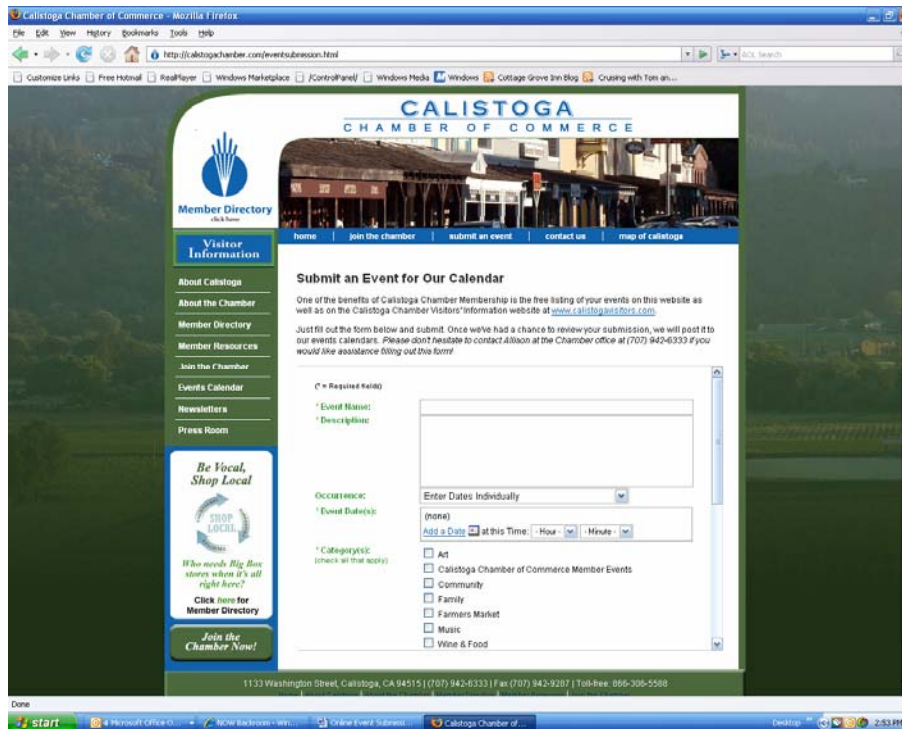 Calistoga Chamber of Commerce - Mozilla Firefox
File Edit View History Bookmarks Tools Help
http://calistogachamber.com/eventsubmission.html
AOL Search
Customize Links Free Hotmail RealPlayer Windows Marketplace /ControlPanel/ Windows Media Windows Cottage Grove Inn Blog Cruising with Tom an...
CALISTOGA
CHAMBER OF COMMERCE
Member Directory
click here
home | join the chamber | submit an event | contact us | map of calistoga
Visitor
Information
About Calistoga
About the Chamber
Member Directory
Member Resources
Join the Chamber
Events Calendar
Newsletters
Press Room
Be Vocal,
Shop Local
SHOP
LOCAL
Who needs Big Box
stores when it's all
right here?
Click here for
Member Directory
Join the
Chamber Now!
Submit an Event for Our Calendar
One of the benefits of Calistoga Chamber Membership is the free listing of your events on this website as
well as on the Calistoga Chamber Visitors' Information website at www.calistogavisitors.com.
Just fill out the form below and submit. Once we've had a chance to review your submission, we will post it to
our events calendars. Please don't hesitate to contact Allison at the Chamber office at (707) 942-6333 if you
would like assistance filling out this form!
(* = Required fields)
* Event Name:
* Description:
Occurrence: Enter Dates Individually
* Event Date(s): (none)
Add a Date at this Time: - Hour - - Minute -
* Category(s):
(check all that apply)
Art
Calistoga Chamber of Commerce Member Events
Community
Family
Farmers Market
Music
Wine & Food
1133 Washington Street, Calistoga, CA 94515 | (707) 942-6333 | Fax (707) 942-9287 | Toll-free: 866-306-5588
Done
start 4 Microsoft Office O... NOW Backroom - Win... Online Event Submissi... Calistoga Chamber of... Desktop 2:53 PM